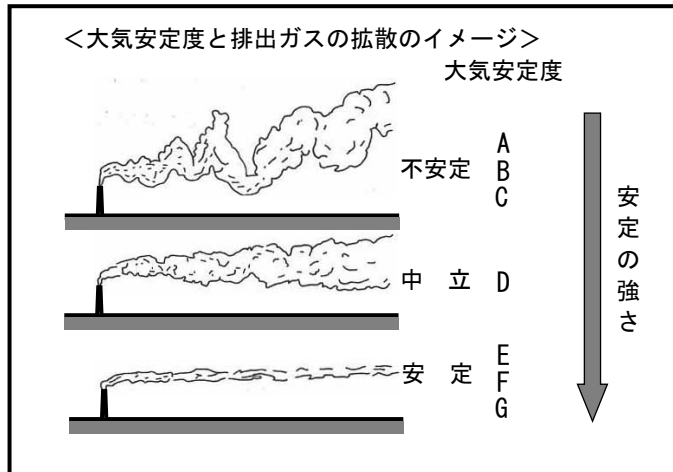 ＜大気安定度と排出ガスの拡散のイメージ＞
大気安定度
不安定
A
B
C
中 立 D
安 定
E
F
G
安定の強さ